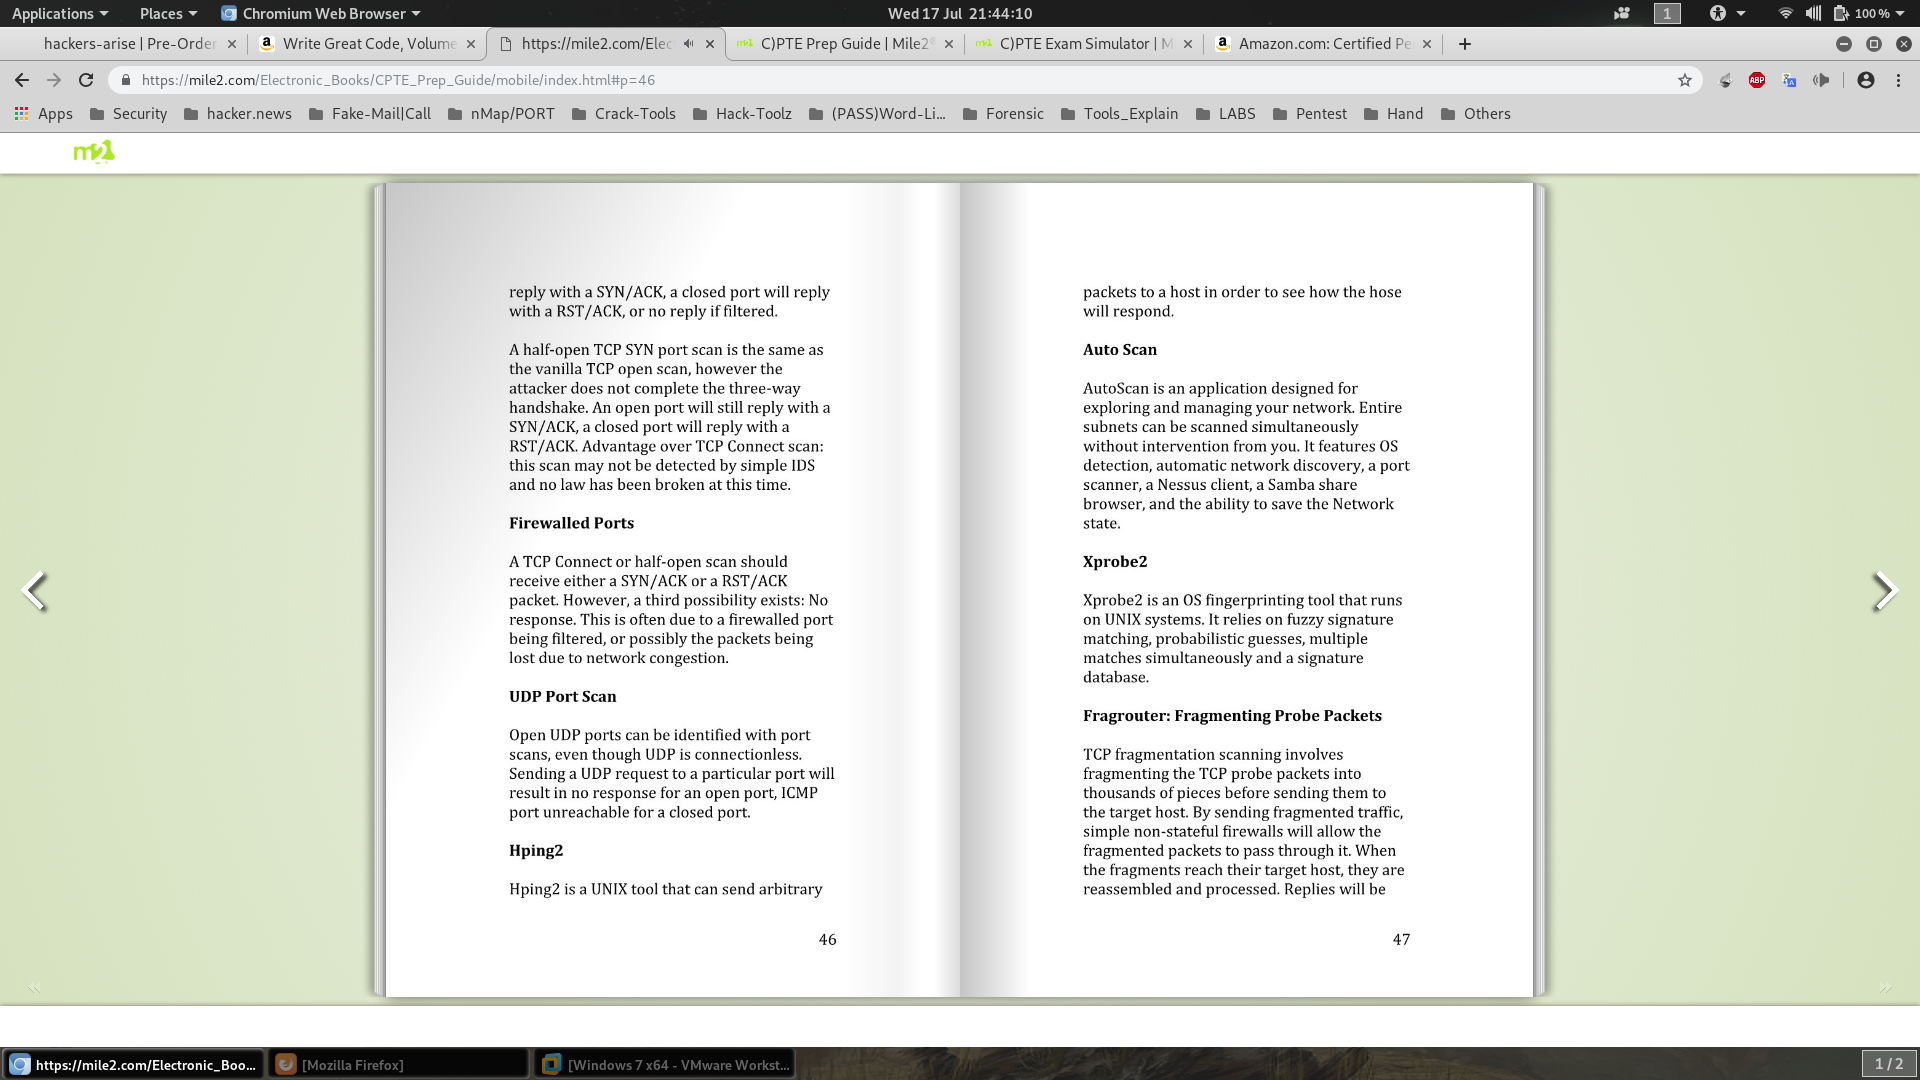 Applications
Places
Chromium Web Browser
Wed 17 Jul 21:44:10
1
100 %
hackers-arise | Pre-Order
Write Great Code, Volume
https://mile2.com/Elec
C)PTE Prep Guide | Mile2
C)PTE Exam Simulator | M
Amazon.com: Certified Pe
https://mile2.com/Electronic_Books/CPTE_Prep_Guide/mobile/index.html#p=46
ABP
Apps
Security
hacker.news
Fake-Mail|Call
nMap/PORT
Crack-Tools
Hack-Toolz
(PASS)Word-Li...
Forensic
Tools_Explain
LABS
Pentest
Hand
Others
m2
reply with a SYN/ACK, a closed port will reply
with a RST/ACK, or no reply if filtered.
A half-open TCP SYN port scan is the same as
the vanilla TCP open scan, however the
attacker does not complete the three-way
handshake. An open port will still reply with a
SYN/ACK, a closed port will reply with a
RST/ACK. Advantage over TCP Connect scan:
this scan may not be detected by simple IDS
and no law has been broken at this time.
Firewalled Ports
A TCP Connect or half-open scan should
receive either a SYN/ACK or a RST/ACK
packet. However, a third possibility exists: No
response. This is often due to a firewalled port
being filtered, or possibly the packets being
lost due to network congestion.
UDP Port Scan
Open UDP ports can be identified with port
scans, even though UDP is connectionless.
Sending a UDP request to a particular port will
result in no response for an open port, ICMP
port unreachable for a closed port.
Hping2
Hping2 is a UNIX tool that can send arbitrary
46
packets to a host in order to see how the hose
will respond.
Auto Scan
AutoScan is an application designed for
exploring and managing your network. Entire
subnets can be scanned simultaneously
without intervention from you. It features OS
detection, automatic network discovery, a port
scanner, a Nessus client, a Samba share
browser, and the ability to save the Network
state.
Xprobe2
Xprobe2 is an OS fingerprinting tool that runs
on UNIX systems. It relies on fuzzy signature
matching, probabilistic guesses, multiple
matches simultaneously and a signature
database.
Fragrouter: Fragmenting Probe Packets
TCP fragmentation scanning involves
fragmenting the TCP probe packets into
thousands of pieces before sending them to
the target host. By sending fragmented traffic,
simple non-stateful firewalls will allow the
fragmented packets to pass through it. When
the fragments reach their target host, they are
reassembled and processed. Replies will be
47
https://mile2.com/Electronic_Boo...
[Mozilla Firefox]
[Windows 7 x64 - VMware Workst...
1 / 2